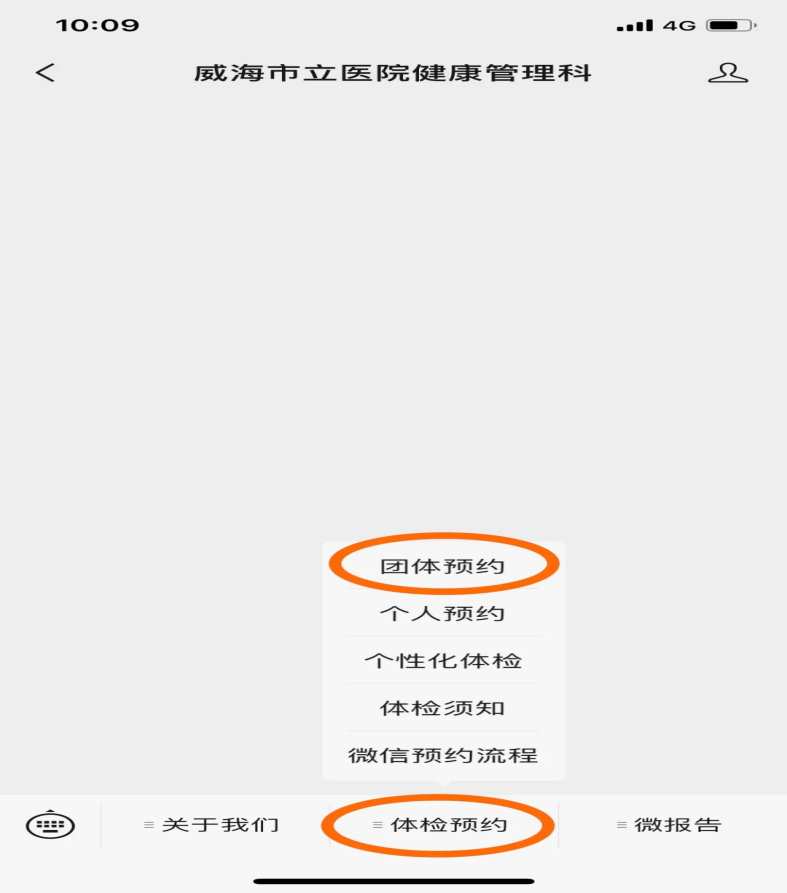 10:09 4G
威海市立医院健康管理科
团体预约
个人预约
个性化体检
体检须知
微信预约流程
关于我们 体检预约 微报告